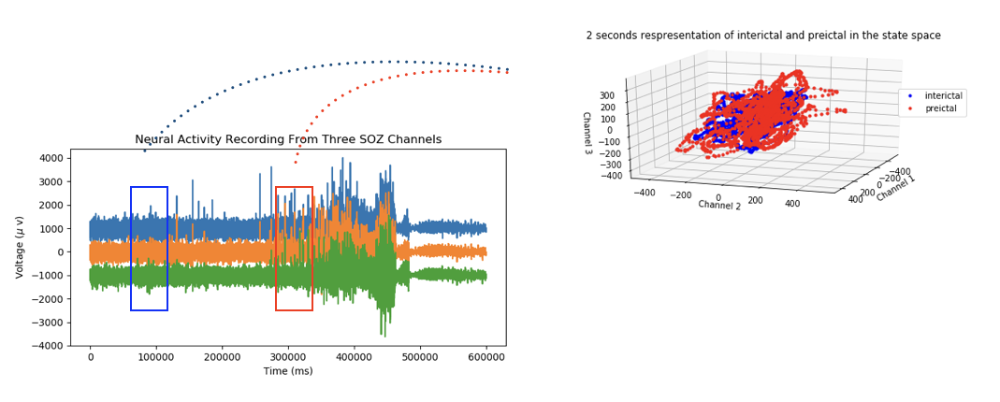 2 seconds respresentation of interictal and preictal in the state space
interictal
preictal
300
200
100
0
−100
−200
−300
−400
Channel 3
−400
−200
0
200
400
Channel 2
400
200
0
−200
−400
Channel 1
Neural Activity Recording From Three SOZ Channels
4000
3000
2000
1000
0
−1000
−2000
−3000
−4000
Voltage (μ v)
0 100000 200000 300000 400000 500000 600000
Time (ms)